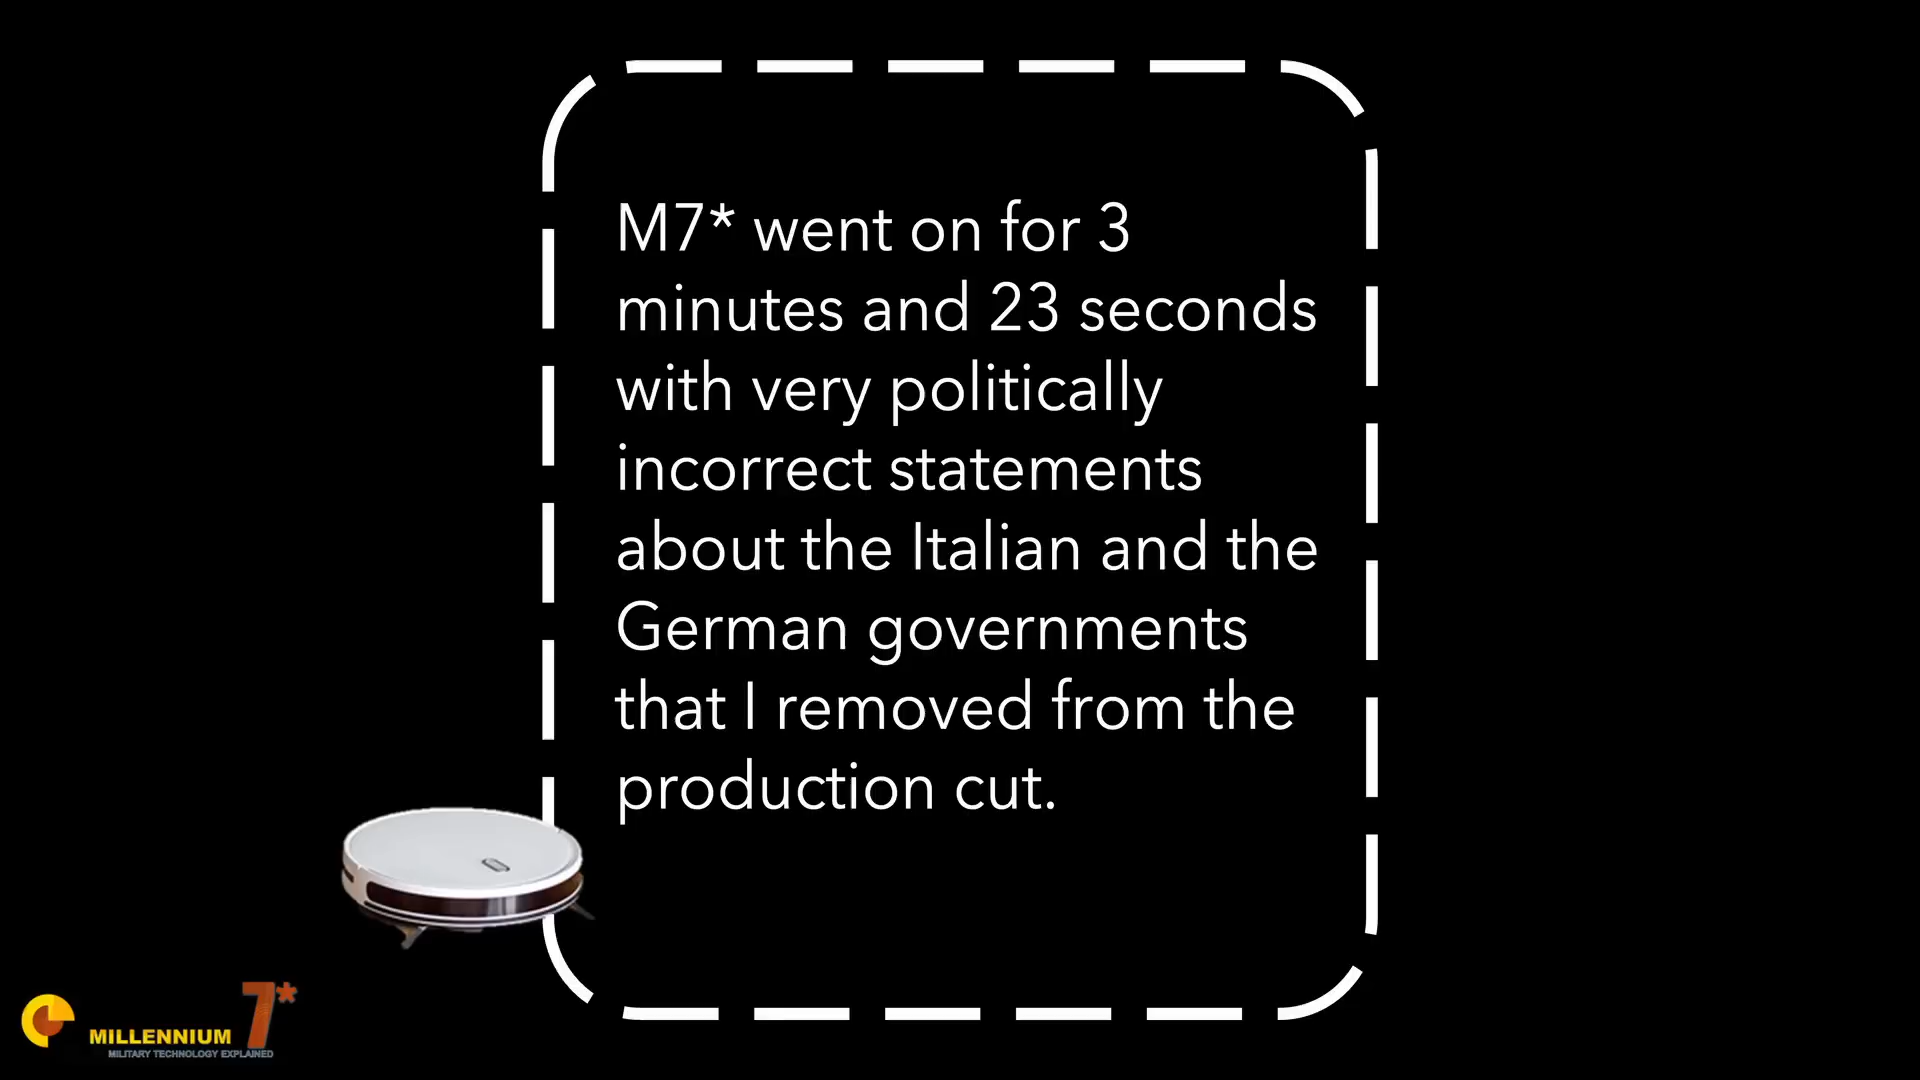 M7* went on for 3
minutes and 23 seconds
with very politically
incorrect statements
about the Italian and the
German governments
that I removed from the
production cut.
MILLENNIUM 7*
MILITARY TECHNOLOGY EXPLAINED